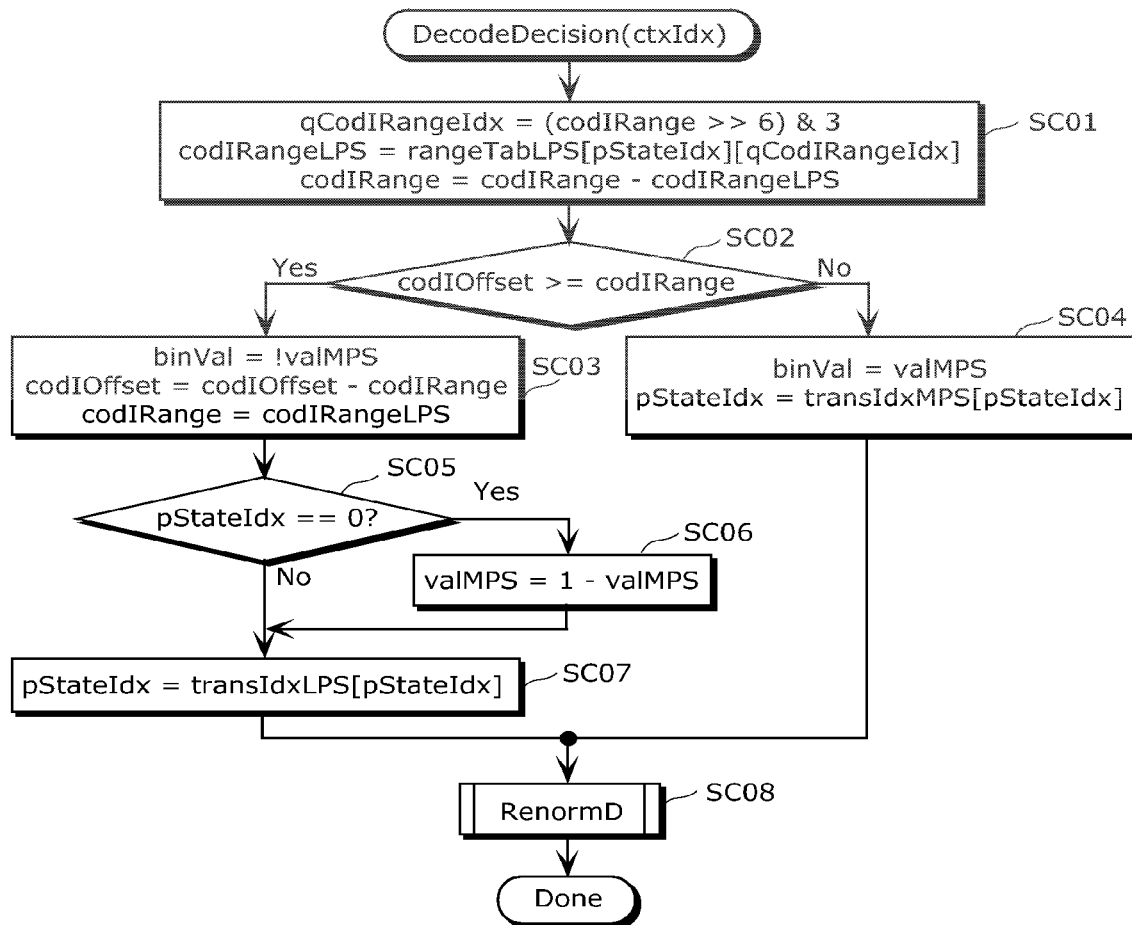 DecodeDecision(ctxIdx)
qCodIRangeIdx = (codIRange >> 6) & 3
codIRangeLPS = rangeTabLPS[pStateIdx][qCodIRangeIdx]
codIRange = codIRange - codIRangeLPS
SC01
SC02
Yes
codIOffset >= codIRange
No
binVal = !valMPS
codIOffset = codIOffset - codIRange
codIRange = codIRangeLPS
SC03
SC04
binVal = valMPS
pStateIdx = transIdxMPS[pStateIdx]
SC05
pStateIdx == 0?
Yes
No
SC06
valMPS = 1 - valMPS
pStateIdx = transIdxLPS[pStateIdx]
SC07
RenormD
SC08
Done